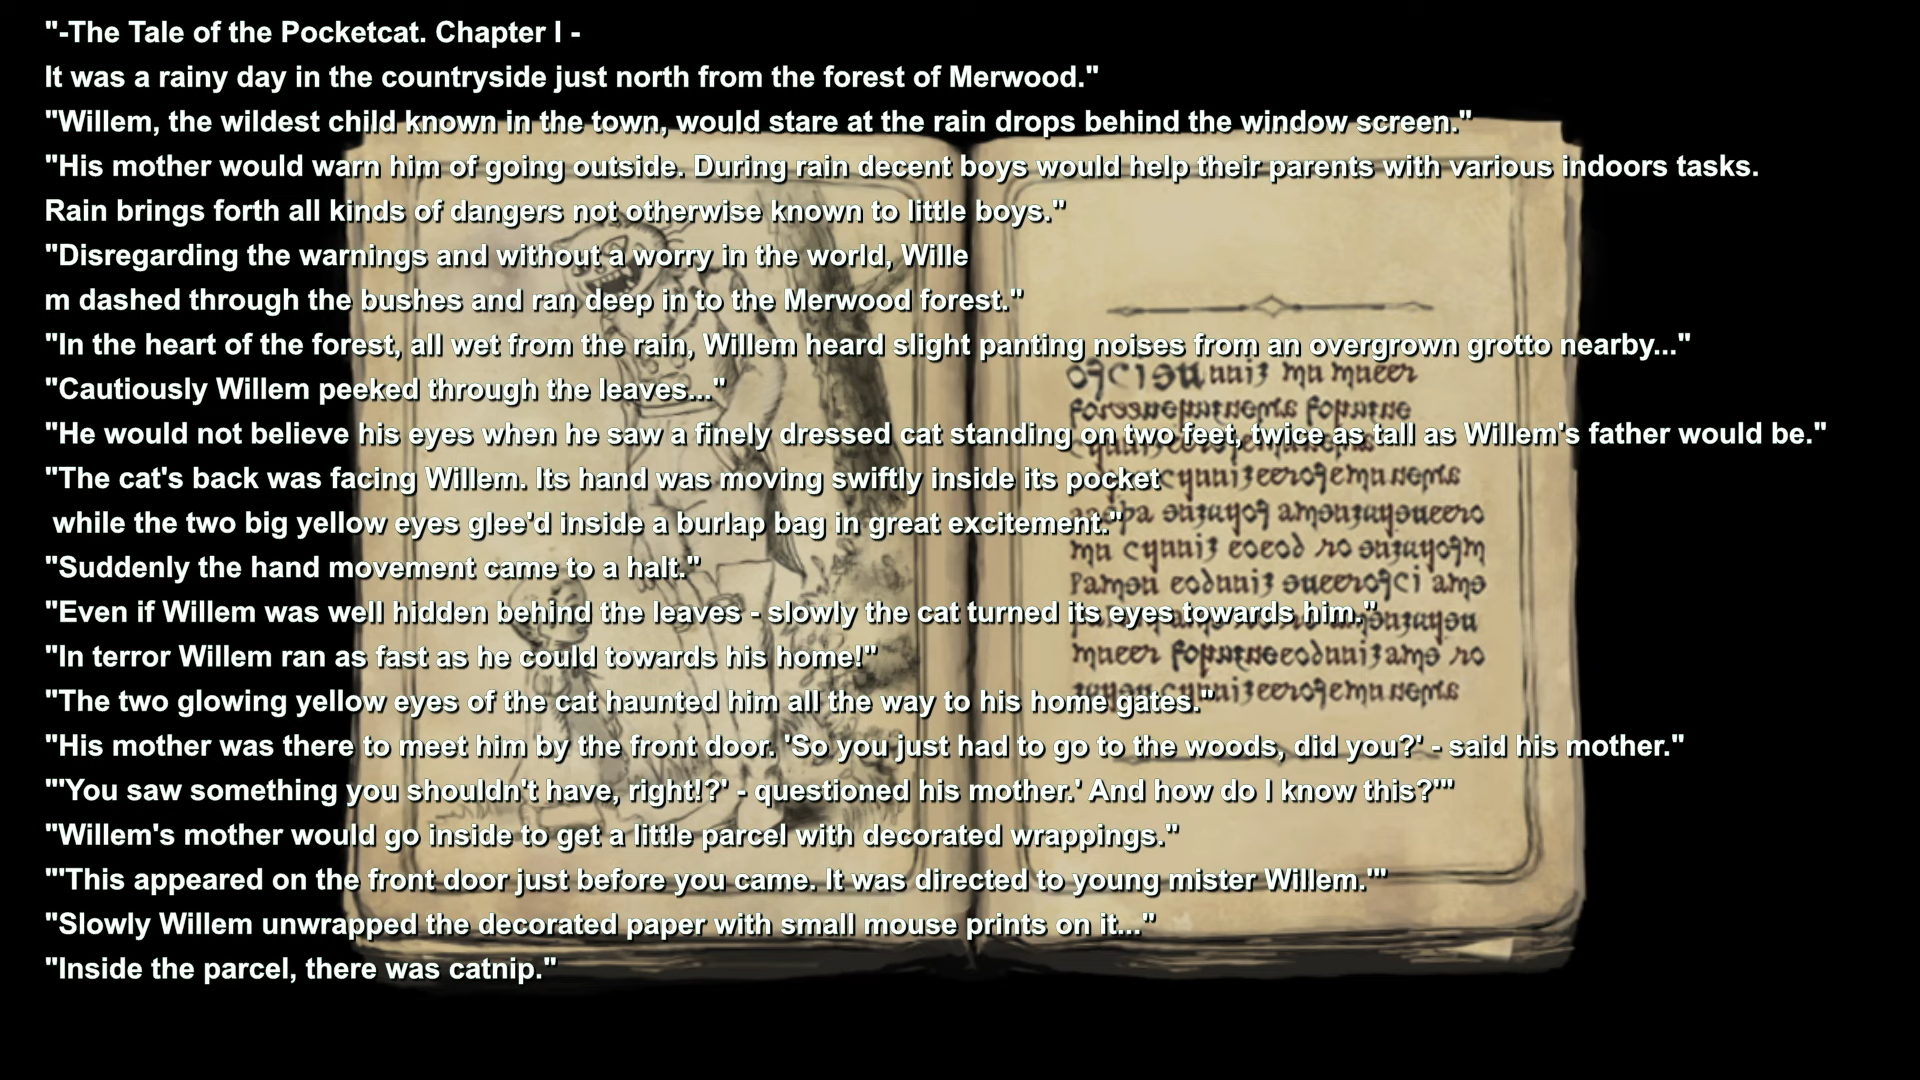 "-The Tale of the Pocketcat. Chapter I -
It was a rainy day in the countryside just north from the forest of Merwood."
"Willem, the wildest child known in the town, would stare at the rain drops behind the window screen."
"His mother would warn him of going outside. During rain decent boys would help their parents with various indoors tasks.
Rain brings forth all kinds of dangers not otherwise known to little boys."
"Disregarding the warnings and without a worry in the world, Wille
m dashed through the bushes and ran deep in to the Merwood forest."
"In the heart of the forest, all wet from the rain, Willem heard slight panting noises from an overgrown grotto nearby..."
"Cautiously Willem peeked through the leaves..."
"He would not believe his eyes when he saw a finely dressed cat standing on two feet, twice as tall as Willem's father would be."
"The cat's back was facing Willem. Its hand was moving swiftly inside its pocket
while the two big yellow eyes glee'd inside a burlap bag in great excitement."
"Suddenly the hand movement came to a halt."
"Even if Willem was well hidden behind the leaves - slowly the cat turned its eyes towards him."
"In terror Willem ran as fast as he could towards his home!"
"The two glowing yellow eyes of the cat haunted him all the way to his home gates."
"His mother was there to meet him by the front door. 'So you just had to go to the woods, did you?' - said his mother."
"'You saw something you shouldn't have, right!?' - questioned his mother.' And how do I know this?'"
"Willem's mother would go inside to get a little parcel with decorated wrappings."
"'This appeared on the front door just before you came. It was directed to young mister Willem.'"
"Slowly Willem unwrapped the decorated paper with small mouse prints on it..."
"Inside the parcel, there was catnip."